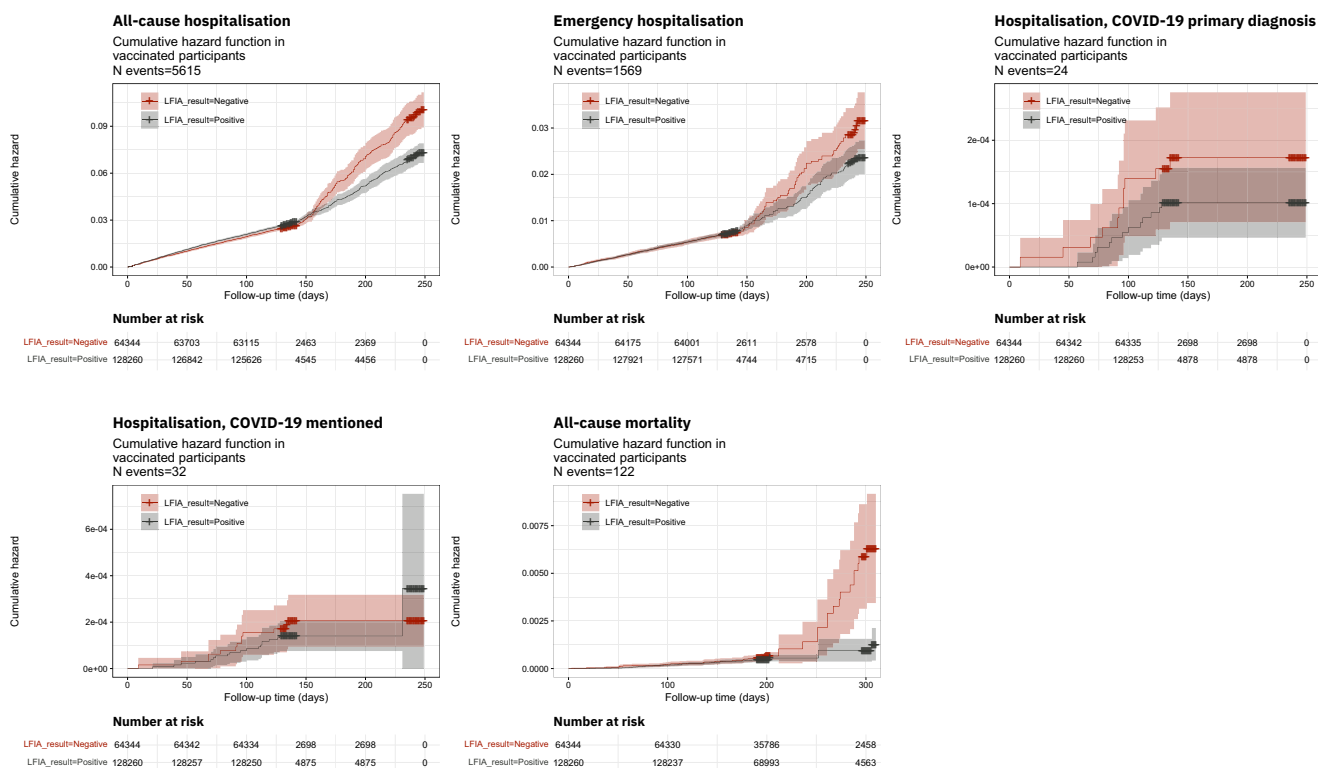 All-cause hospitalisation
Cumulative hazard function in
vaccinated participants
N events=5615
LFIA_result=Negative
LFIA_result=Positive
Cumulative hazard
0.09
0.06
0.03
0.00
0 50 100 150 200 250
Follow-up time (days)
Number at risk
LFIA_result=Negative 64344 63703 63115 2463 2369 0
LFIA_result=Positive 128260 126842 125626 4545 4456 0
Emergency hospitalisation
Cumulative hazard function in
vaccinated participants
N events=1569
LFIA_result=Negative
LFIA_result=Positive
Cumulative hazard
0.03
0.02
0.01
0.00
0 50 100 150 200 250
Follow-up time (days)
Number at risk
LFIA_result=Negative 64344 64175 64001 2611 2578 0
LFIA_result=Positive 128260 127921 127571 4744 4715 0
Hospitalisation, COVID-19 primary diagnosis
Cumulative hazard function in
vaccinated participants
N events=24
LFIA_result=Negative
LFIA_result=Positive
Cumulative hazard
2e-04
1e-04
0e+00
0 50 100 150 200 250
Follow-up time (days)
Number at risk
LFIA_result=Negative 64344 64342 64335 2698 2698 0
LFIA_result=Positive 128260 128260 128253 4878 4878 0
Hospitalisation, COVID-19 mentioned
Cumulative hazard function in
vaccinated participants
N events=32
LFIA_result=Negative
LFIA_result=Positive
Cumulative hazard
6e-04
4e-04
2e-04
0e+00
0 50 100 150 200 250
Follow-up time (days)
Number at risk
LFIA_result=Negative 64344 64342 64334 2698 2698 0
LFIA_result=Positive 128260 128257 128250 4875 4875 0
All-cause mortality
Cumulative hazard function in
vaccinated participants
N events=122
LFIA_result=Negative
LFIA_result=Positive
Cumulative hazard
0.0075
0.0050
0.0025
0.0000
0 100 200 300
Follow-up time (days)
Number at risk
LFIA_result=Negative 64344 64330 35786 2458
LFIA_result=Positive 128260 128237 68993 4563